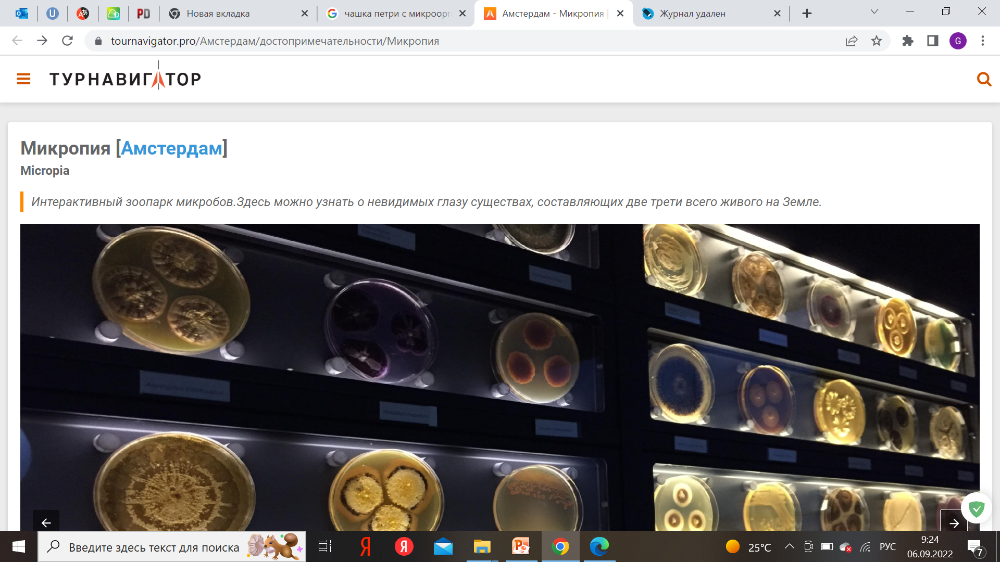 Новая вкладка
чашка петри с микроорга
Амстердам - Микропия |
Журнал удален
tournavigator.pro/Амстердам/достопримечательности/Микропия
G
ТУРНАВИГАТОР
Микропия [Амстердам]
Micropia
Интерактивный зоопарк микробов.Здесь можно узнать о невидимых глазу существах, составляющих две трети всего живого на Земле.
Введите здесь текст для поиска
25°C
РУС
9:24
06.09.2022
7